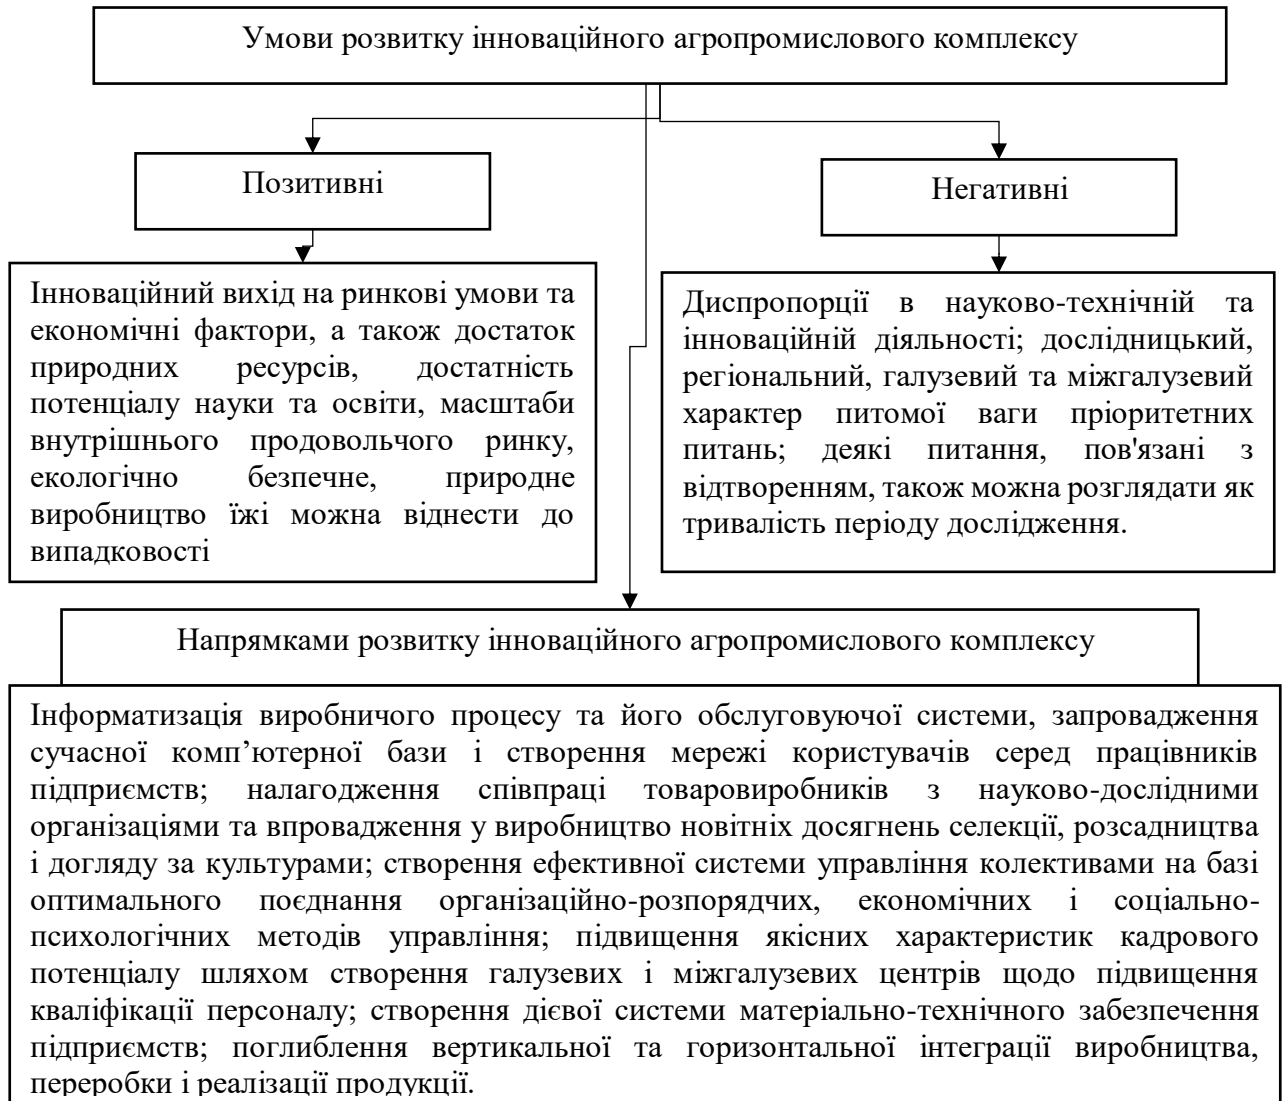 Умови розвитку інноваційного агропромислового комплексу
Позитивні
Негативні
Інноваційний вихід на ринкові умови та
економічні фактори, а також достаток
природних ресурсів, достатність
потенціалу науки та освіти, масштаби
внутрішнього продовольчого ринку,
екологічно безпечне, природне
виробництво їжі можна віднести до
випадковості
Диспропорції в науково-технічній та
інноваційній діяльності; дослідницький,
регіональний, галузевий та міжгалузевий
характер питомої ваги пріоритетних
питань; деякі питання, пов'язані з
відтворенням, також можна розглядати як
тривалість періоду дослідження.
Напрямками розвитку інноваційного агропромислового комплексу
Інформатизація виробничого процесу та його обслуговуючої системи, запровадження
сучасної комп’ютерної бази і створення мережі користувачів серед працівників
підприємств; налагодження співпраці товаровиробників з науково-дослідними
організаціями та впровадження у виробництво новітніх досягнень селекції, розсадництва
і догляду за культурами; створення ефективної системи управління колективами на базі
оптимального поєднання організаційно-розпорядчих, економічних і соціально-
психологічних методів управління; підвищення якісних характеристик кадрового
потенціалу шляхом створення галузевих і міжгалузевих центрів щодо підвищення
кваліфікації персоналу; створення дієвої системи матеріально-технічного забезпечення
підприємств; поглиблення вертикальної та горизонтальної інтеграції виробництва,
переробки і реалізації продукції.